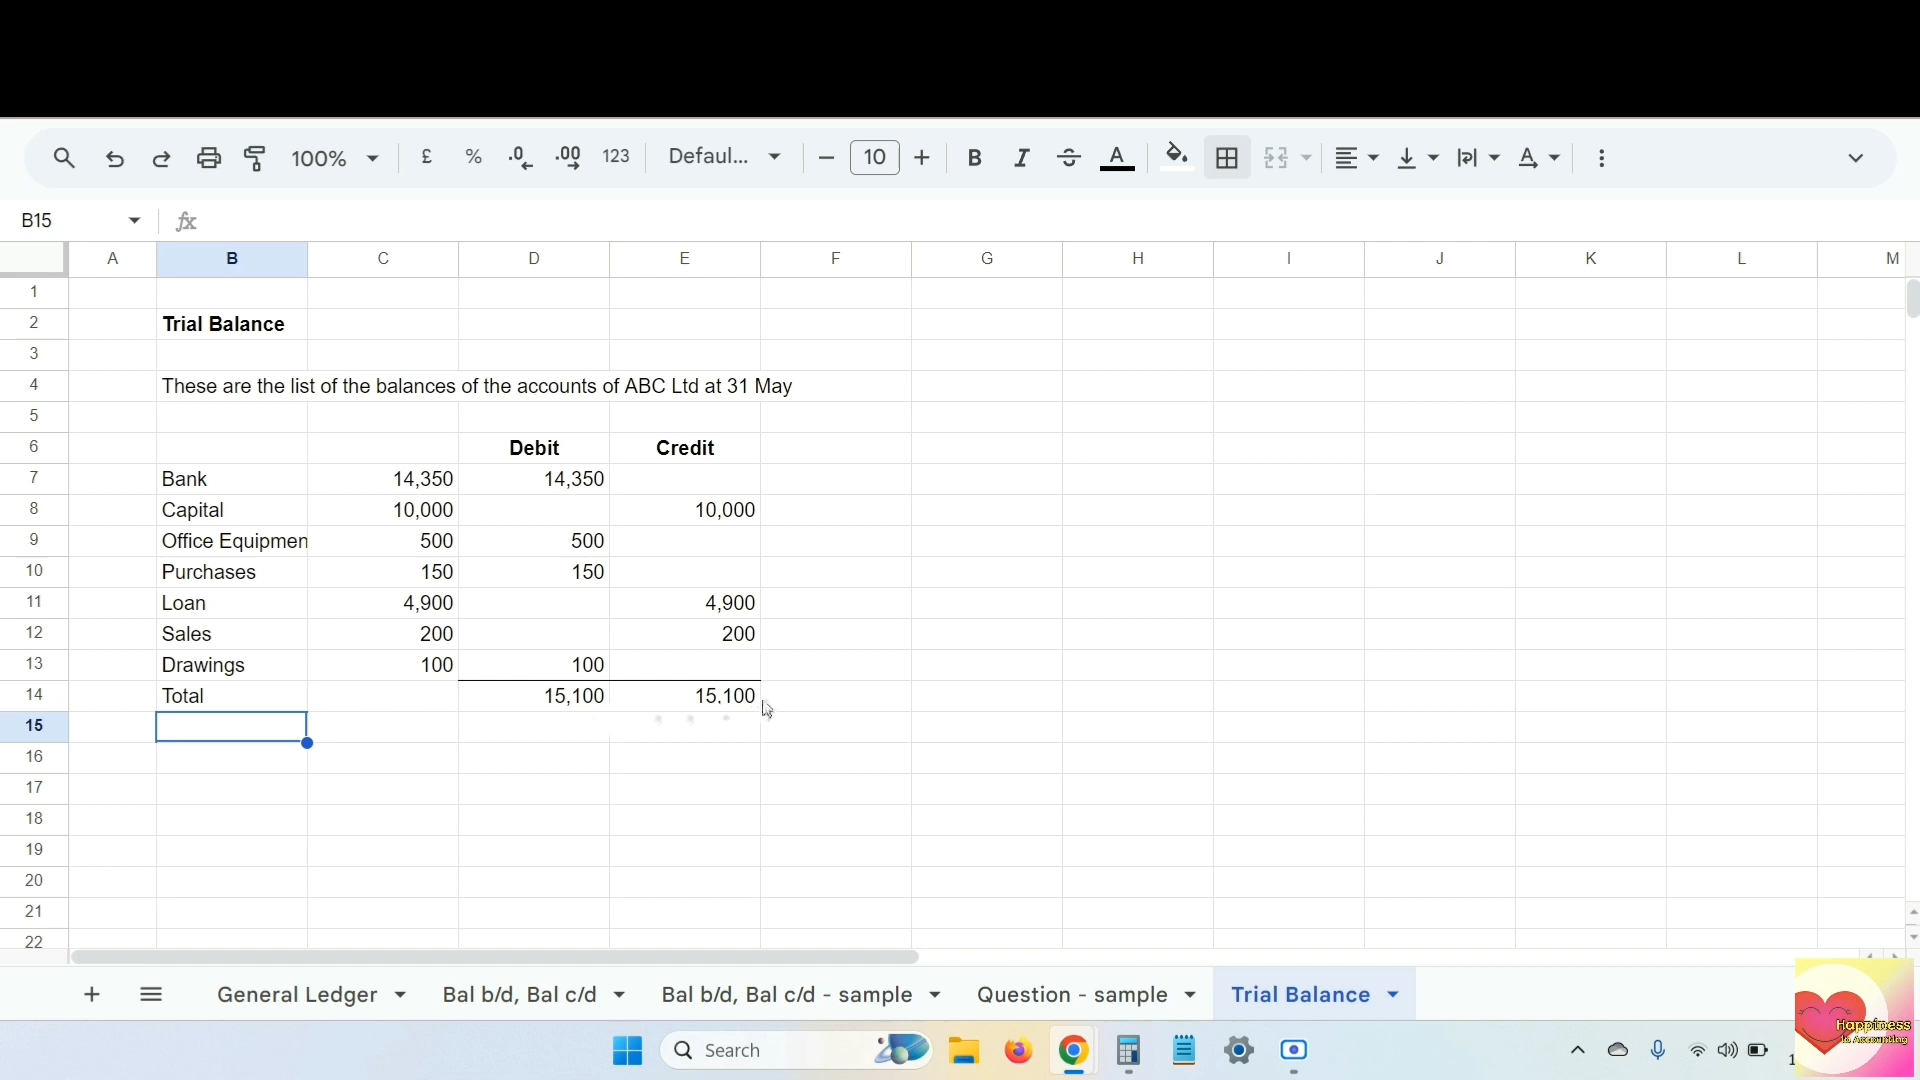 100%
£
%
.0
.00
123
Defaul...
10
B
I
A
A
B15
fx
A B C D E F G H I J K L M
1
2 Trial Balance
3
4 These are the list of the balances of the accounts of ABC Ltd at 31 May
5
6 Debit Credit
7 Bank 14,350 14,350
8 Capital 10,000 10,000
9 Office Equipmen 500 500
10 Purchases 150 150
11 Loan 4,900 4,900
12 Sales 200 200
13 Drawings 100 100
14 Total 15,100 15,100
15
16
17
18
19
20
21
22
General Ledger Bal b/d, Bal c/d Bal b/d, Bal c/d - sample Question - sample Trial Balance
Search
Happiness
in Accounting